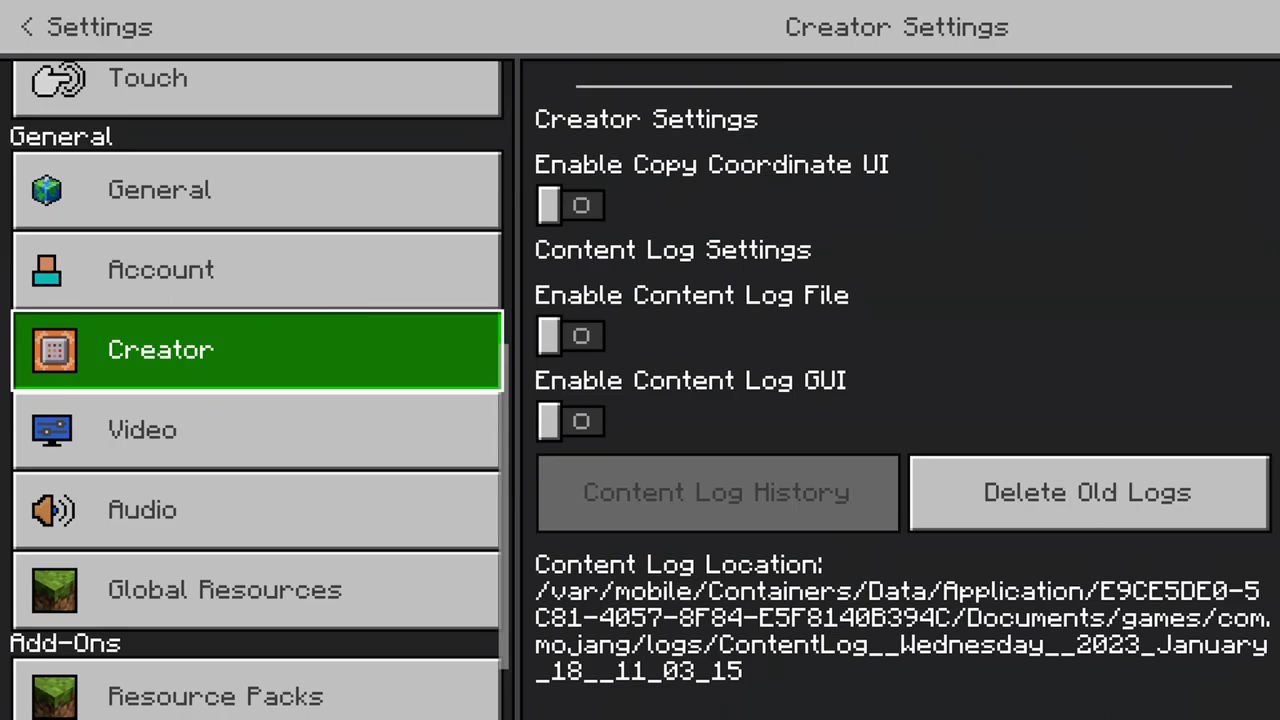 Settings
Creator Settings
Touch
General
General
Account
Creator
Video
Audio
Global Resources
Add-Ons
Resource Packs
Creator Settings
Enable Copy Coordinate UI
Content Log Settings
Enable Content Log File
Enable Content Log GUI
Content Log History
Delete Old Logs
Content Log Location:
/var/mobile/Containers/Data/Application/E9CE5DE0-5
C81-4057-8F84-E5F8140B394C/Documents/games/com.
mojang/logs/ContentLog__Wednesday__2023_January
_18__11_03_15